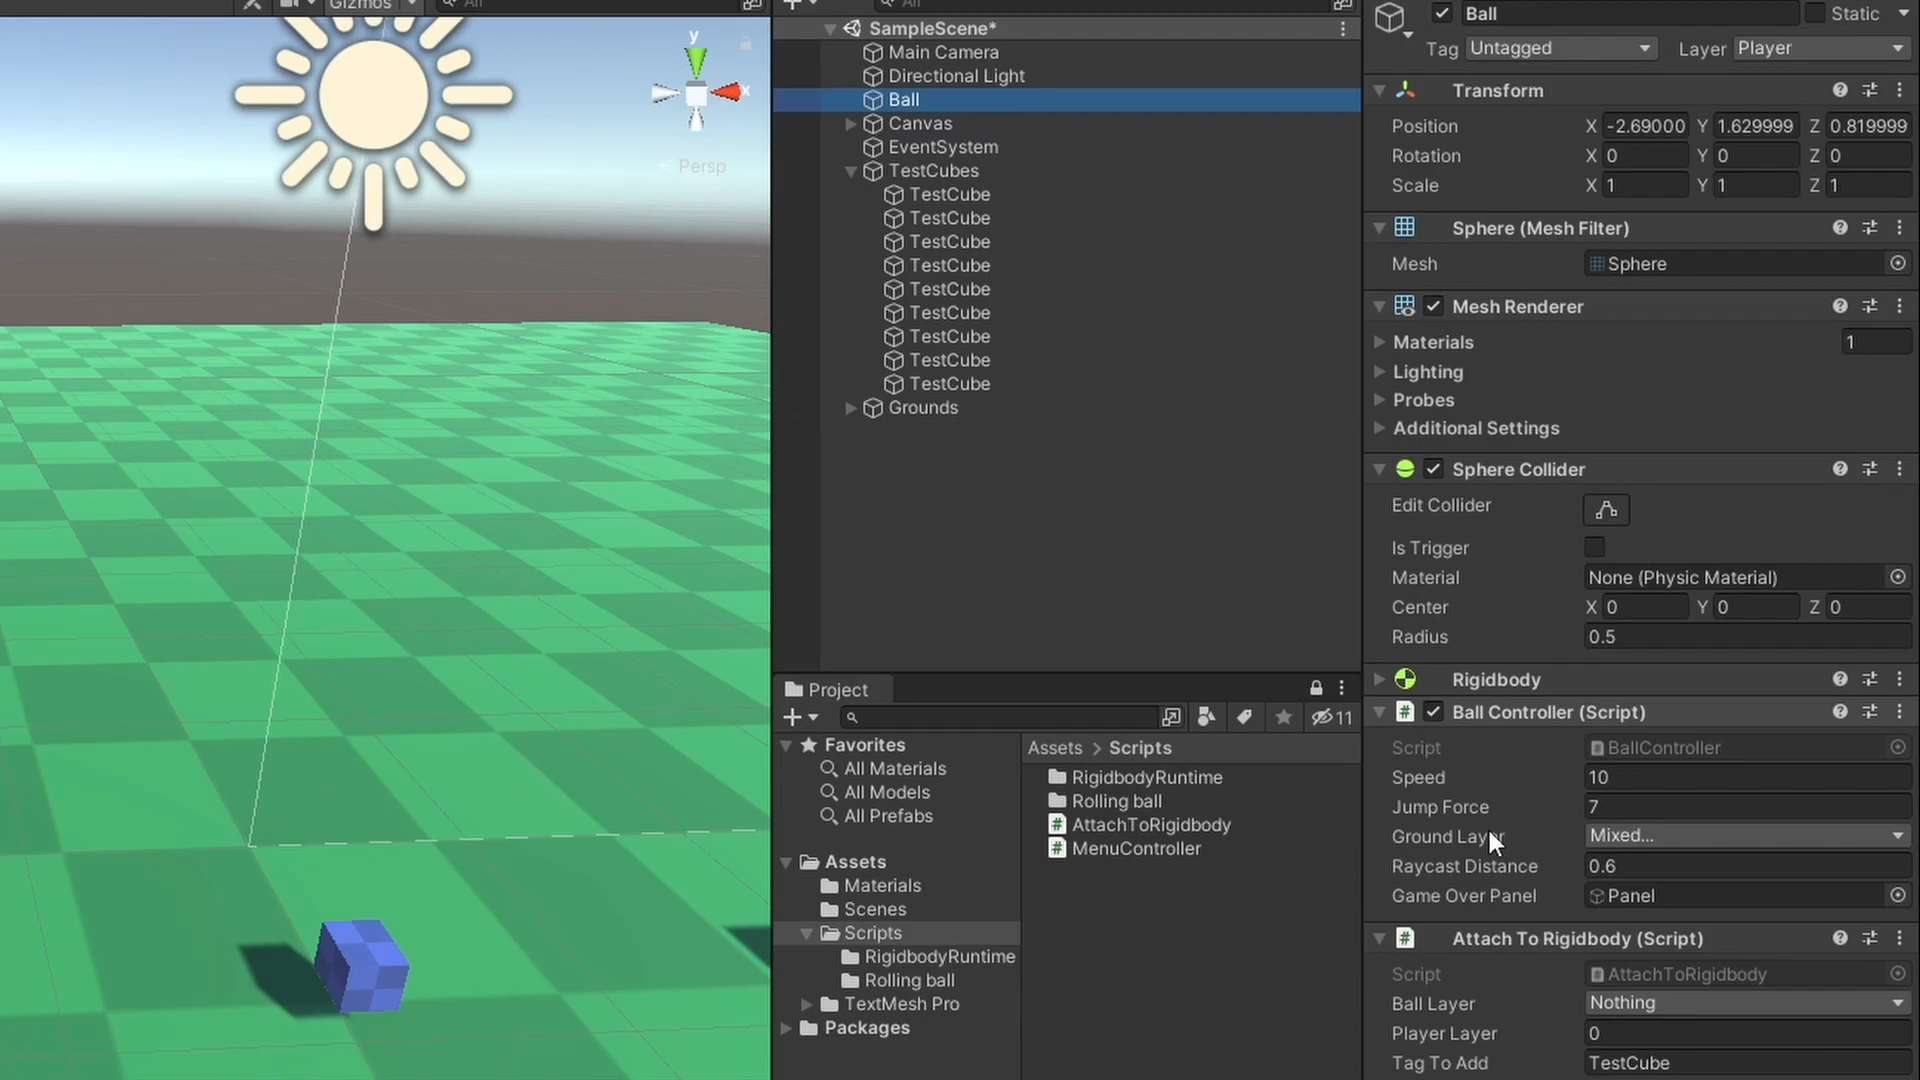 Gizmos
All
y
x
Persp
All
SampleScene*
Main Camera
Directional Light
Ball
Canvas
EventSystem
TestCubes
TestCube
TestCube
TestCube
TestCube
TestCube
TestCube
TestCube
TestCube
TestCube
Grounds
Project
11
Favorites
All Materials
All Models
All Prefabs
Assets
Materials
Scenes
Scripts
RigidbodyRuntime
Rolling ball
TextMesh Pro
Packages
Assets > Scripts
RigidbodyRuntime
Rolling ball
AttachToRigidbody
MenuController
Ball Static
Tag Untagged Layer Player
Transform
Position X -2.69000 Y 1.629999 Z 0.819999
Rotation X 0 Y 0 Z 0
Scale X 1 Y 1 Z 1
Sphere (Mesh Filter)
Mesh Sphere
Mesh Renderer
Materials 1
Lighting
Probes
Additional Settings
Sphere Collider
Edit Collider
Is Trigger
Material None (Physic Material)
Center X 0 Y 0 Z 0
Radius 0.5
Rigidbody
Ball Controller (Script)
Script BallController
Speed 10
Jump Force 7
Ground Layer Mixed...
Raycast Distance 0.6
Game Over Panel Panel
Attach To Rigidbody (Script)
Script AttachToRigidbody
Ball Layer Nothing
Player Layer 0
Tag To Add TestCube